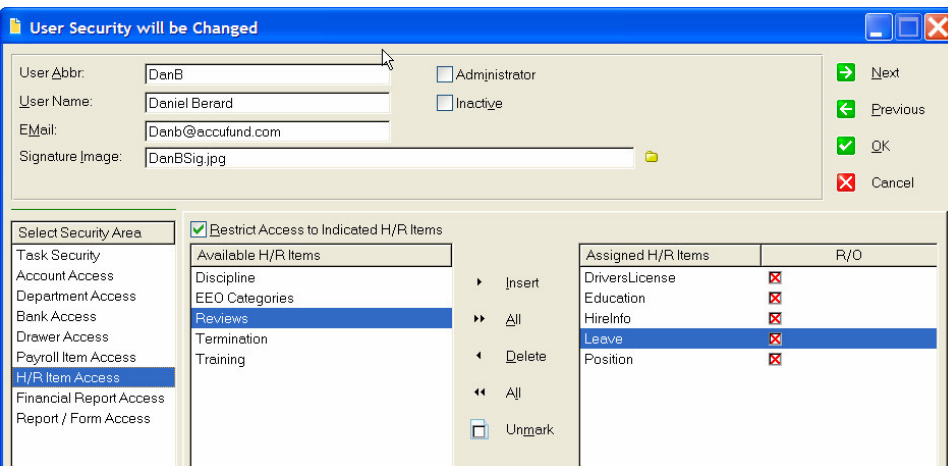 User Security will be Changed
User Abbr: DanB Administrator Next
User Name: Daniel Berard Inactive Previous
EMail: Danb@accufund.com OK
Signature Image: DanBSig.jpg Cancel
Select Security Area
Task Security
Account Access
Department Access
Bank Access
Drawer Access
Payroll Item Access
H/R Item Access
Financial Report Access
Report / Form Access
Restrict Access to Indicated H/R Items
Available H/R Items
Discipline
EEO Categories
Reviews
Termination
Training
Insert
All
Delete
All
Unmark
Assigned H/R Items R/O
DriversLicense
Education
HireInfo
Leave
Position